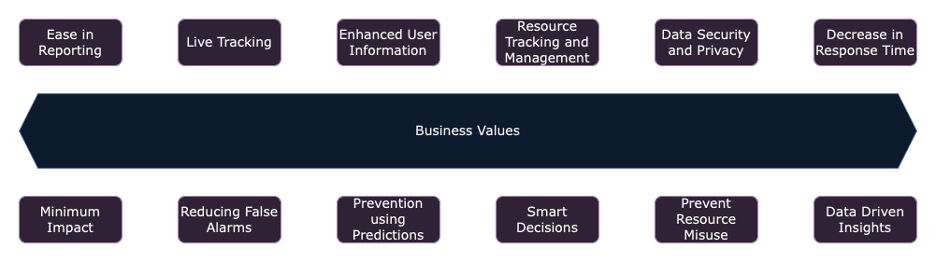 Ease in
Reporting
Live Tracking
Enhanced User
Information
Resource
Tracking and
Management
Data Security
and Privacy
Decrease in
Response Time
Business Values
Minimum
Impact
Reducing False
Alarms
Prevention
using
Predictions
Smart
Decisions
Prevent
Resource
Misuse
Data Driven
Insights